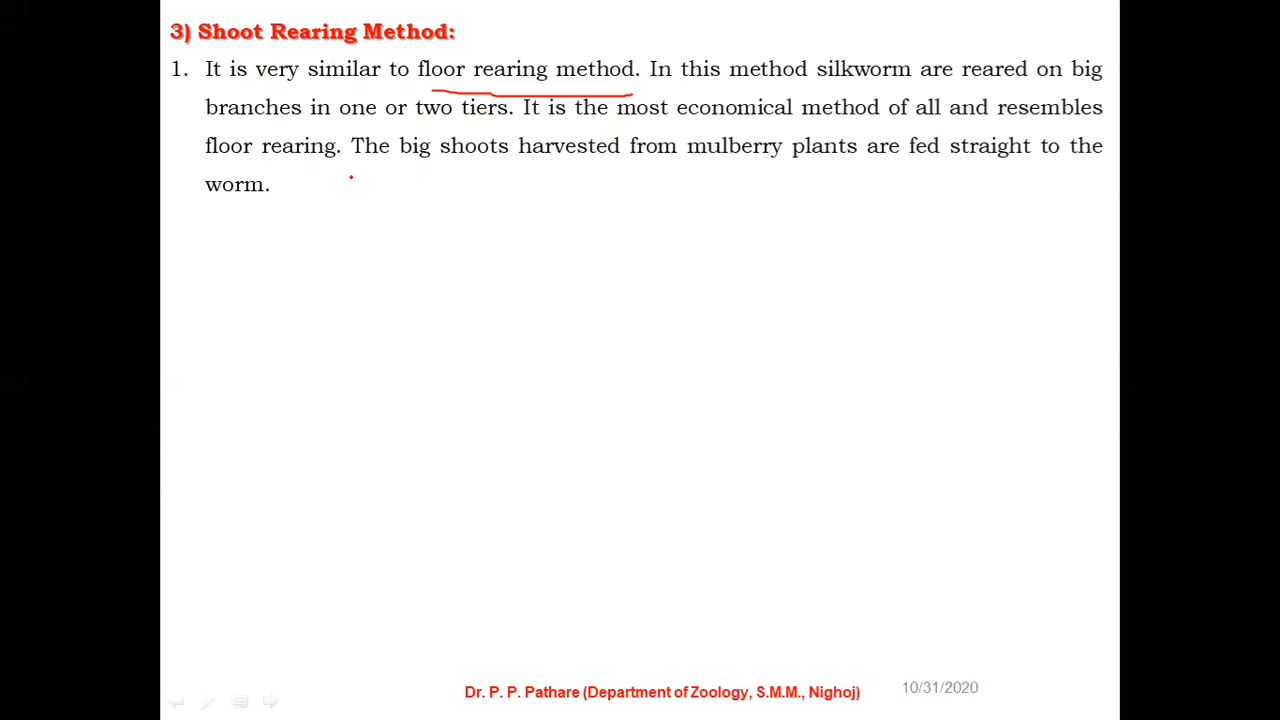 3) Shoot Rearing Method:
1. It is very similar to floor rearing method. In this method silkworm are reared on big
branches in one or two tiers. It is the most economical method of all and resembles
floor rearing. The big shoots harvested from mulberry plants are fed straight to the
worm.
Dr. P. P. Pathare (Department of Zoology, S.M.M., Nighoj) 10/31/2020